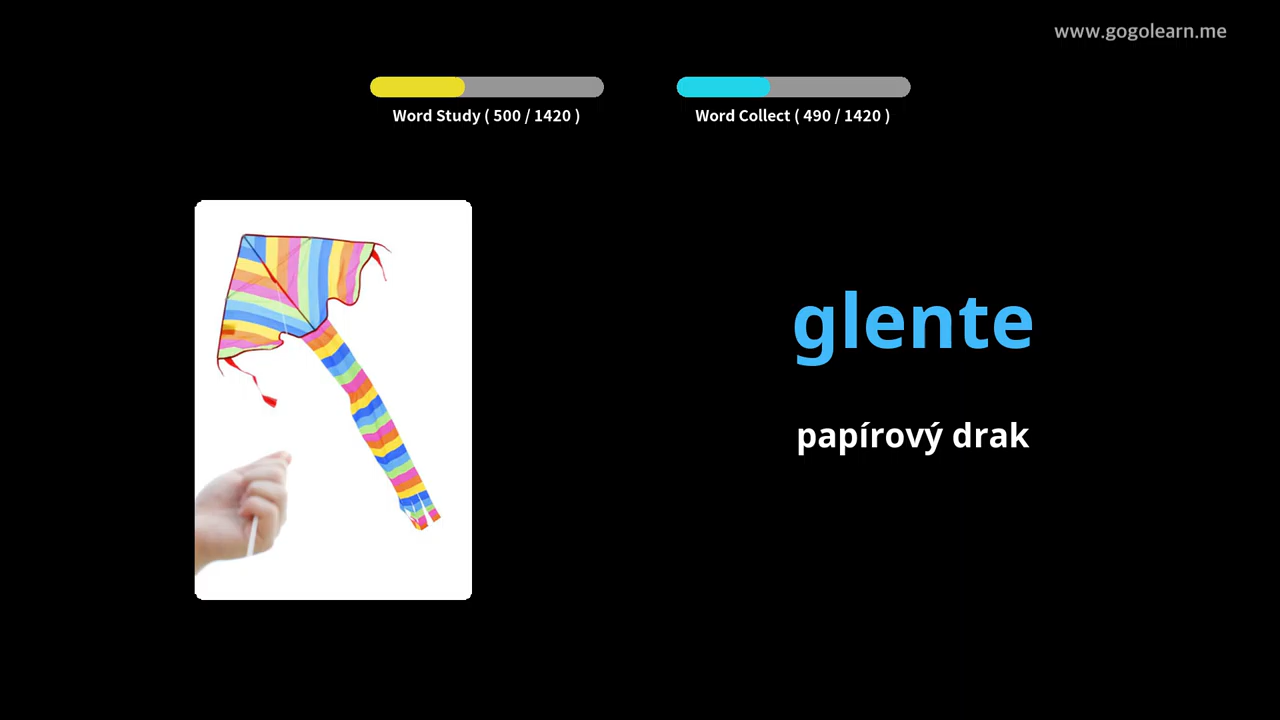 www.gogolearn.me
Word Study ( 500 / 1420 )
Word Collect ( 490 / 1420 )
glente
papírový drak